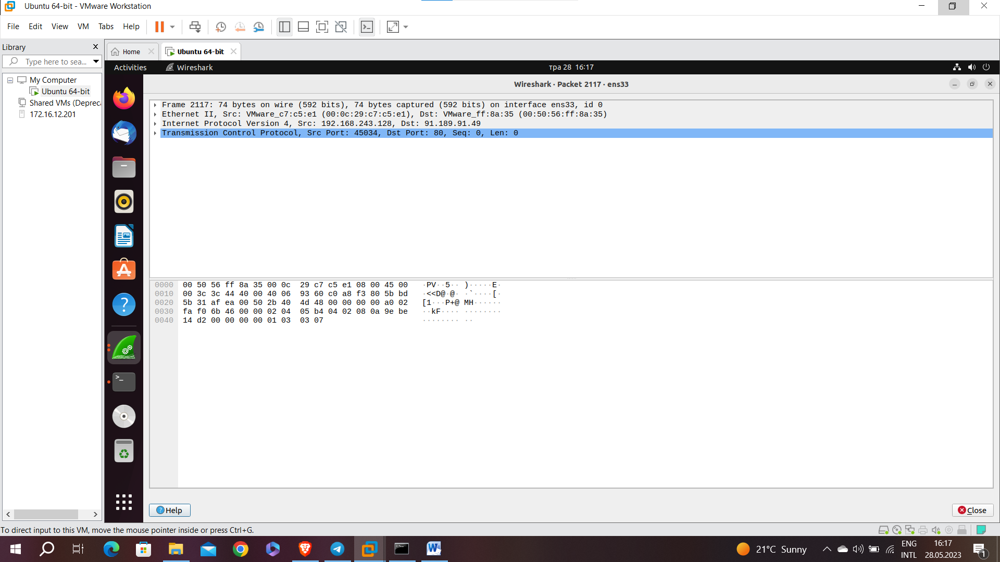 Ubuntu 64-bit - VMware Workstation
File Edit View VM Tabs Help
Library
Type here to sea...
My Computer
Ubuntu 64-bit
Shared VMs (Depreca
172.16.12.201
Home
Ubuntu 64-bit
Activities
Wireshark
тра 28 16:17
Wireshark · Packet 2117 · ens33
Frame 2117: 74 bytes on wire (592 bits), 74 bytes captured (592 bits) on interface ens33, id 0
Ethernet II, Src: VMware_c7:c5:e1 (00:0c:29:c7:c5:e1), Dst: VMware_ff:8a:35 (00:50:56:ff:8a:35)
Internet Protocol Version 4, Src: 192.168.243.128, Dst: 91.189.91.49
Transmission Control Protocol, Src Port: 45034, Dst Port: 80, Seq: 0, Len: 0
0000 00 50 56 ff 8a 35 00 0c 29 c7 c5 e1 08 00 45 00 ·PV··5·· )·····E·
0010 00 3c 3c 44 40 00 40 06 93 60 c0 a8 f3 80 5b bd ·<<D@·@· ·`····[·
0020 5b 31 af ea 00 50 2b 40 4d 48 00 00 00 00 a0 02 [1···P+@ MH······
0030 fa f0 6b 46 00 00 02 04 05 b4 04 02 08 0a 9e be ··kF···· ········
0040 14 d2 00 00 00 00 01 03 03 07 ········ ··
Help
Close
To direct input to this VM, move the mouse pointer inside or press Ctrl+G.
21°C Sunny
ENG
INTL
16:17
28.05.2023
1